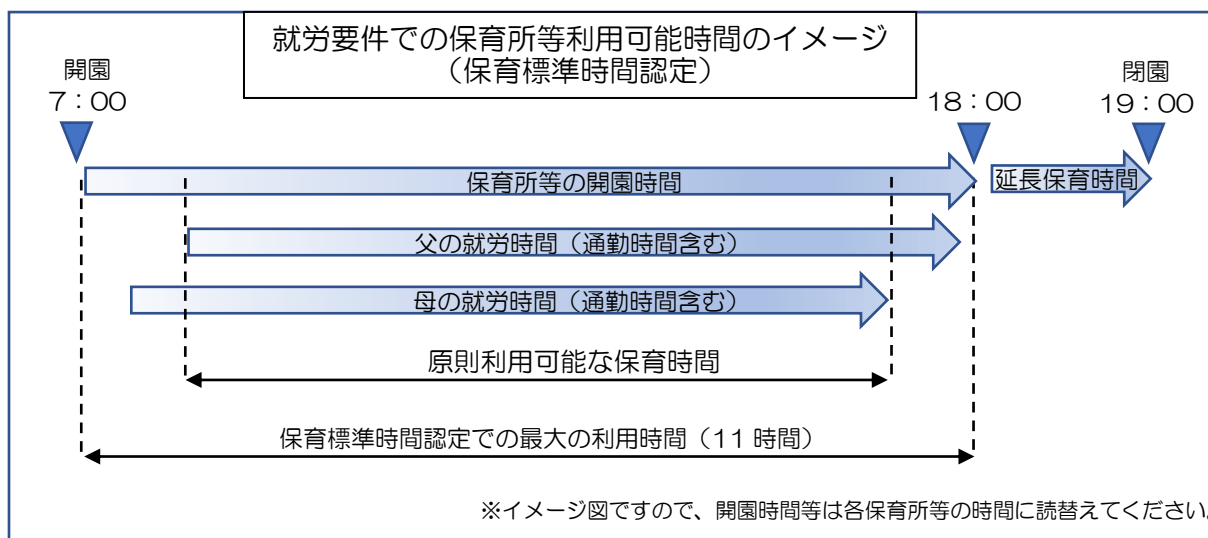 就労要件での保育所等利用可能時間のイメージ
（保育標準時間認定）
開園
7：00
18：00
閉園
19：00
保育所等の開園時間
延長保育時間
父の就労時間（通勤時間含む）
母の就労時間（通勤時間含む）
原則利用可能な保育時間
保育標準時間認定での最大の利用時間（11 時間）
※イメージ図ですので、開園時間等は各保育所等の時間に読替えてください。